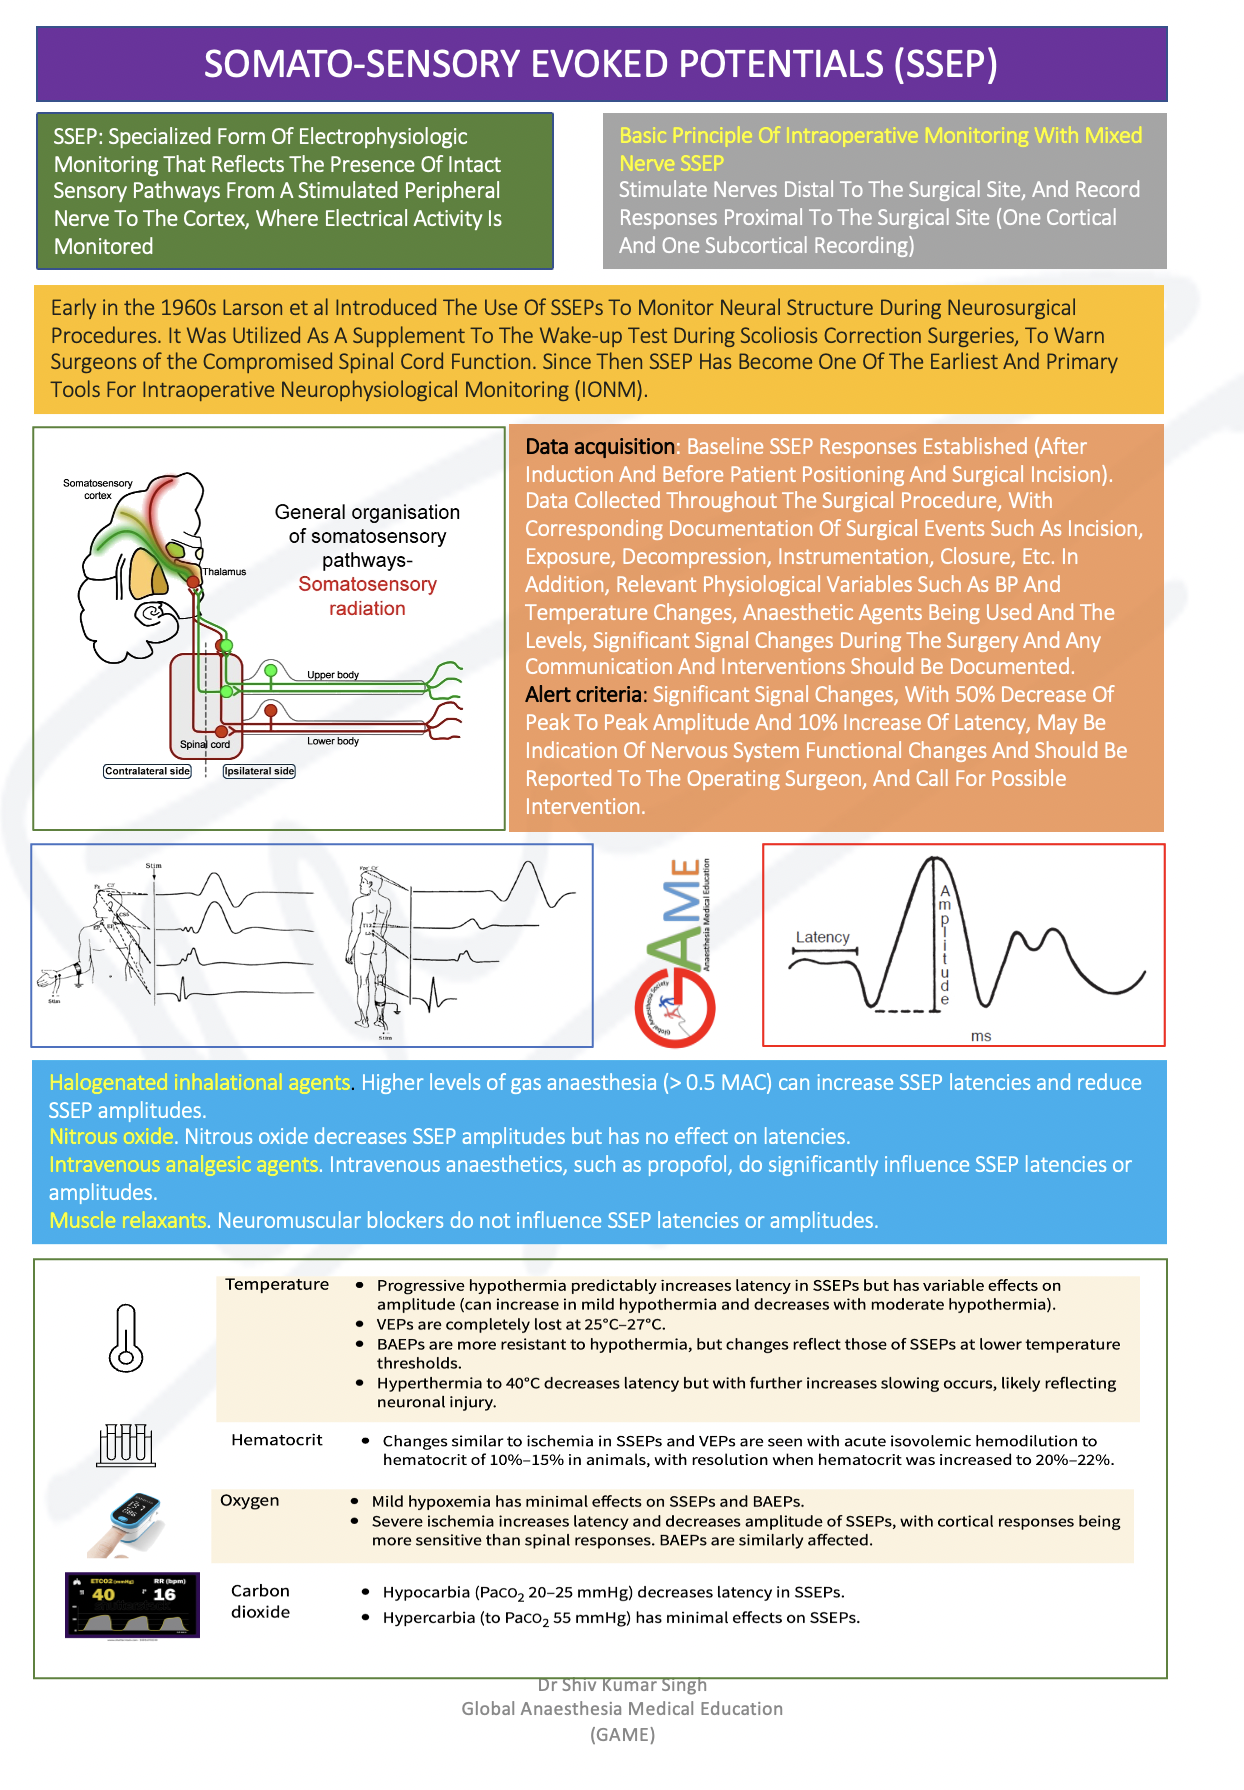 SOMATO-SENSORY EVOKED POTENTIALS (SSEP)
SSEP: Specialized Form Of Electrophysiologic
Monitoring That Reflects The Presence Of Intact
Sensory Pathways From A Stimulated Peripheral
Nerve To The Cortex, Where Electrical Activity Is
Monitored
Basic Principle Of Intraoperative Monitoring With Mixed
Nerve SSEP
Stimulate Nerves Distal To The Surgical Site, And Record
Responses Proximal To The Surgical Site (One Cortical
And One Subcortical Recording)
Early in the 1960s Larson et al Introduced The Use Of SSEPs To Monitor Neural Structure During Neurosurgical
Procedures. It Was Utilized As A Supplement To The Wake-up Test During Scoliosis Correction Surgeries, To Warn
Surgeons of the Compromised Spinal Cord Function. Since Then SSEP Has Become One Of The Earliest And Primary
Tools For Intraoperative Neurophysiological Monitoring (IONM).
Somatosensory
cortex
General organisation
of somatosensory
pathways-
Somatosensory
radiation
Thalamus
Upper body
Spinal cord
Lower body
Contralateral side
Ipsilateral side
Data acquisition: Baseline SSEP Responses Established (After
Induction And Before Patient Positioning And Surgical Incision).
Data Collected Throughout The Surgical Procedure, With
Corresponding Documentation Of Surgical Events Such As Incision,
Exposure, Decompression, Instrumentation, Closure, Etc. In
Addition, Relevant Physiological Variables Such As BP And
Temperature Changes, Anaesthetic Agents Being Used And The
Levels, Significant Signal Changes During The Surgery And Any
Communication And Interventions Should Be Documented.
Alert criteria: Significant Signal Changes, With 50% Decrease Of
Peak To Peak Amplitude And 10% Increase Of Latency, May Be
Indication Of Nervous System Functional Changes And Should Be
Reported To The Operating Surgeon, And Call For Possible
Intervention.
Stim
Stim
Stim
GAME
Anaesthesia Medical Education
Global Anaesthesia Society
Latency
Amplitude
ms
Halogenated inhalational agents. Higher levels of gas anaesthesia (> 0.5 MAC) can increase SSEP latencies and reduce
SSEP amplitudes.
Nitrous oxide. Nitrous oxide decreases SSEP amplitudes but has no effect on latencies.
Intravenous analgesic agents. Intravenous anaesthetics, such as propofol, do significantly influence SSEP latencies or
amplitudes.
Muscle relaxants. Neuromuscular blockers do not influence SSEP latencies or amplitudes.
Temperature
• Progressive hypothermia predictably increases latency in SSEPs but has variable effects on
amplitude (can increase in mild hypothermia and decreases with moderate hypothermia).
• VEPs are completely lost at 25°C–27°C.
• BAEPs are more resistant to hypothermia, but changes reflect those of SSEPs at lower temperature
thresholds.
• Hyperthermia to 40°C decreases latency but with further increases slowing occurs, likely reflecting
neuronal injury.
Hematocrit
• Changes similar to ischemia in SSEPs and VEPs are seen with acute isovolemic hemodilution to
hematocrit of 10%–15% in animals, with resolution when hematocrit was increased to 20%–22%.
Oxygen
• Mild hypoxemia has minimal effects on SSEPs and BAEPs.
• Severe ischemia increases latency and decreases amplitude of SSEPs, with cortical responses being
more sensitive than spinal responses. BAEPs are similarly affected.
ETCO2 (mmHg) RR (bpm)
40 16
Carbon
dioxide
• Hypocarbia (PaCO2 20–25 mmHg) decreases latency in SSEPs.
• Hypercarbia (to PaCO2 55 mmHg) has minimal effects on SSEPs.
Dr Shiv Kumar Singh
Global Anaesthesia Medical Education
(GAME)